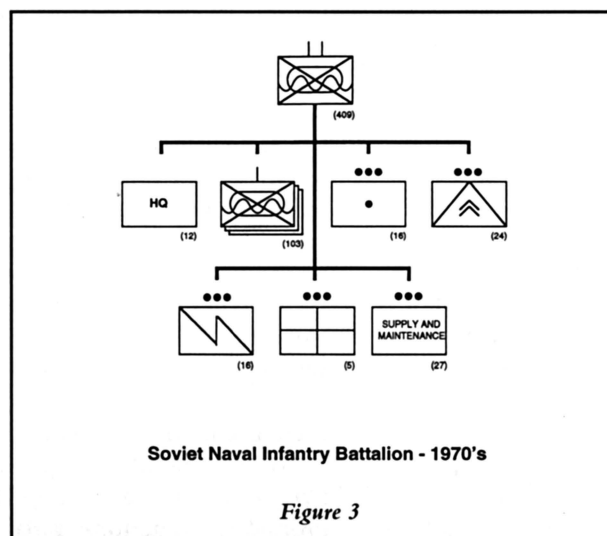 (409)
HQ
(12)
(103)
(16)
(24)
(16)
(5)
SUPPLY AND
MAINTENANCE
(27)
Soviet Naval Infantry Battalion - 1970's
Figure 3